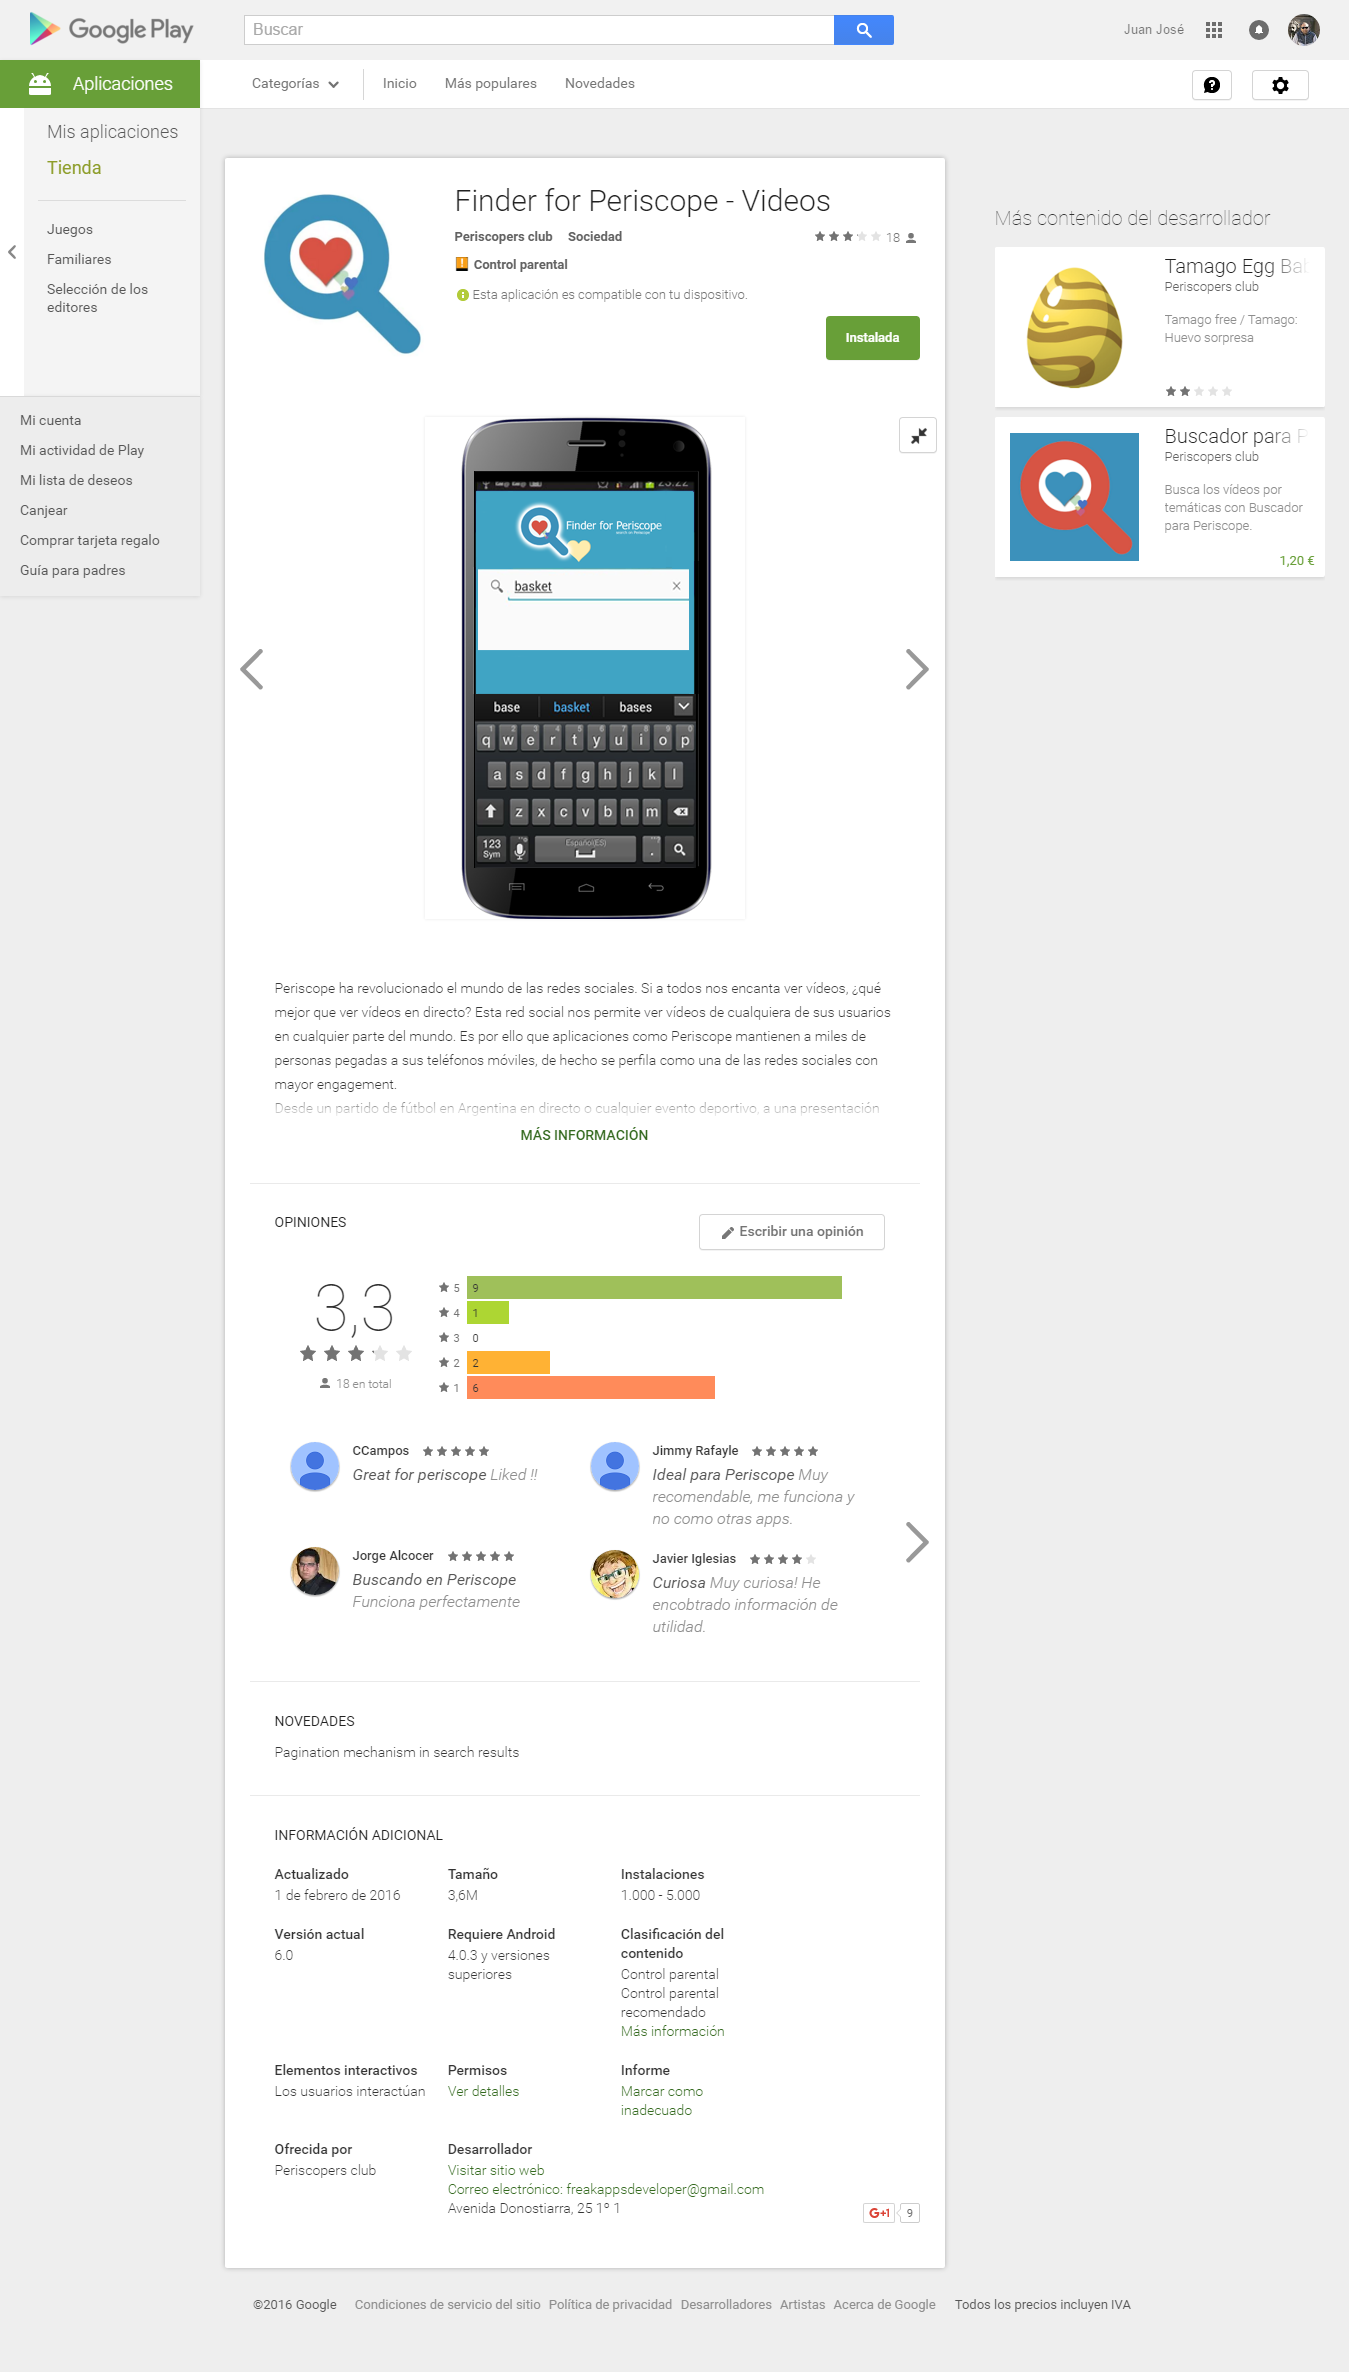 Google Play
Buscar
Juan José
Aplicaciones
Categorías
Inicio
Más populares
Novedades
Mis aplicaciones
Tienda
Juegos
Familiares
Selección de los
editores
Mi cuenta
Mi actividad de Play
Mi lista de deseos
Canjear
Comprar tarjeta regalo
Guía para padres
Finder for Periscope - Videos
Periscopers club Sociedad
18
Control parental
Esta aplicación es compatible con tu dispositivo.
Instalada
23:22
Finder for Periscope
search on Periscope
basket
base basket bases
q w e r t y u i o p
a s d f g h j k l
z x c v b n m
123
Sym
Español(ES)
Periscope ha revolucionado el mundo de las redes sociales. Si a todos nos encanta ver vídeos, ¿qué
mejor que ver vídeos en directo? Esta red social nos permite ver vídeos de cualquiera de sus usuarios
en cualquier parte del mundo. Es por ello que aplicaciones como Periscope mantienen a miles de
personas pegadas a sus teléfonos móviles, de hecho se perfila como una de las redes sociales con
mayor engagement.
Desde un partido de fútbol en Argentina en directo o cualquier evento deportivo, a una presentación
MÁS INFORMACIÓN
OPINIONES
Escribir una opinión
3,3
18 en total
5 9
4 1
3 0
2 2
1 6
CCampos
Great for periscope Liked !!
Jimmy Rafayle
Ideal para Periscope Muy
recomendable, me funciona y
no como otras apps.
Jorge Alcocer
Buscando en Periscope
Funciona perfectamente
Javier Iglesias
Curiosa Muy curiosa! He
encobtrado información de
utilidad.
NOVEDADES
Pagination mechanism in search results
INFORMACIÓN ADICIONAL
Actualizado
1 de febrero de 2016
Tamaño
3,6M
Instalaciones
1.000 - 5.000
Versión actual
6.0
Requiere Android
4.0.3 y versiones
superiores
Clasificación del
contenido
Control parental
Control parental
recomendado
Más información
Elementos interactivos
Los usuarios interactúan
Permisos
Ver detalles
Informe
Marcar como
inadecuado
Ofrecida por
Periscopers club
Desarrollador
Visitar sitio web
Correo electrónico: freakappsdeveloper@gmail.com
Avenida Donostiarra, 25 1º 1
G+1 9
Más contenido del desarrollador
Tamago Egg Bab
Periscopers club
Tamago free / Tamago:
Huevo sorpresa
Buscador para P
Periscopers club
Busca los vídeos por
temáticas con Buscador
para Periscope.
1,20 €
©2016 Google Condiciones de servicio del sitio Política de privacidad Desarrolladores Artistas Acerca de Google Todos los precios incluyen IVA